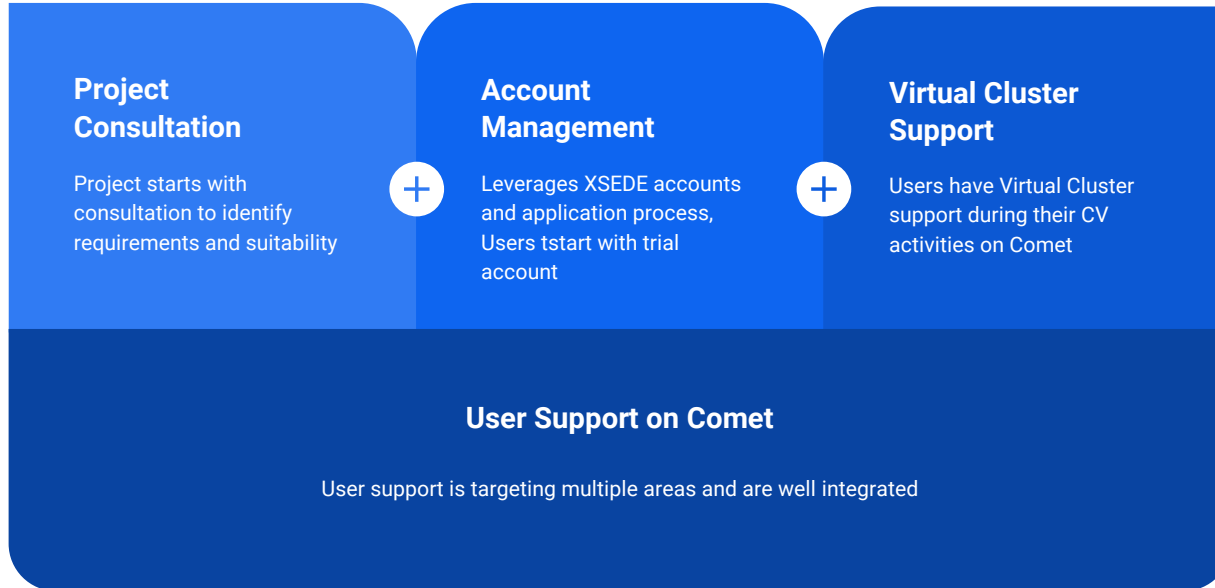 Project
Consultation
Project starts with
consultation to identify
requirements and suitability
Account
Management
Leverages XSEDE accounts
and application process,
Users tstart with trial
account
Virtual Cluster
Support
Users have Virtual Cluster
support during their CV
activities on Comet
User Support on Comet
User support is targeting multiple areas and are well integrated